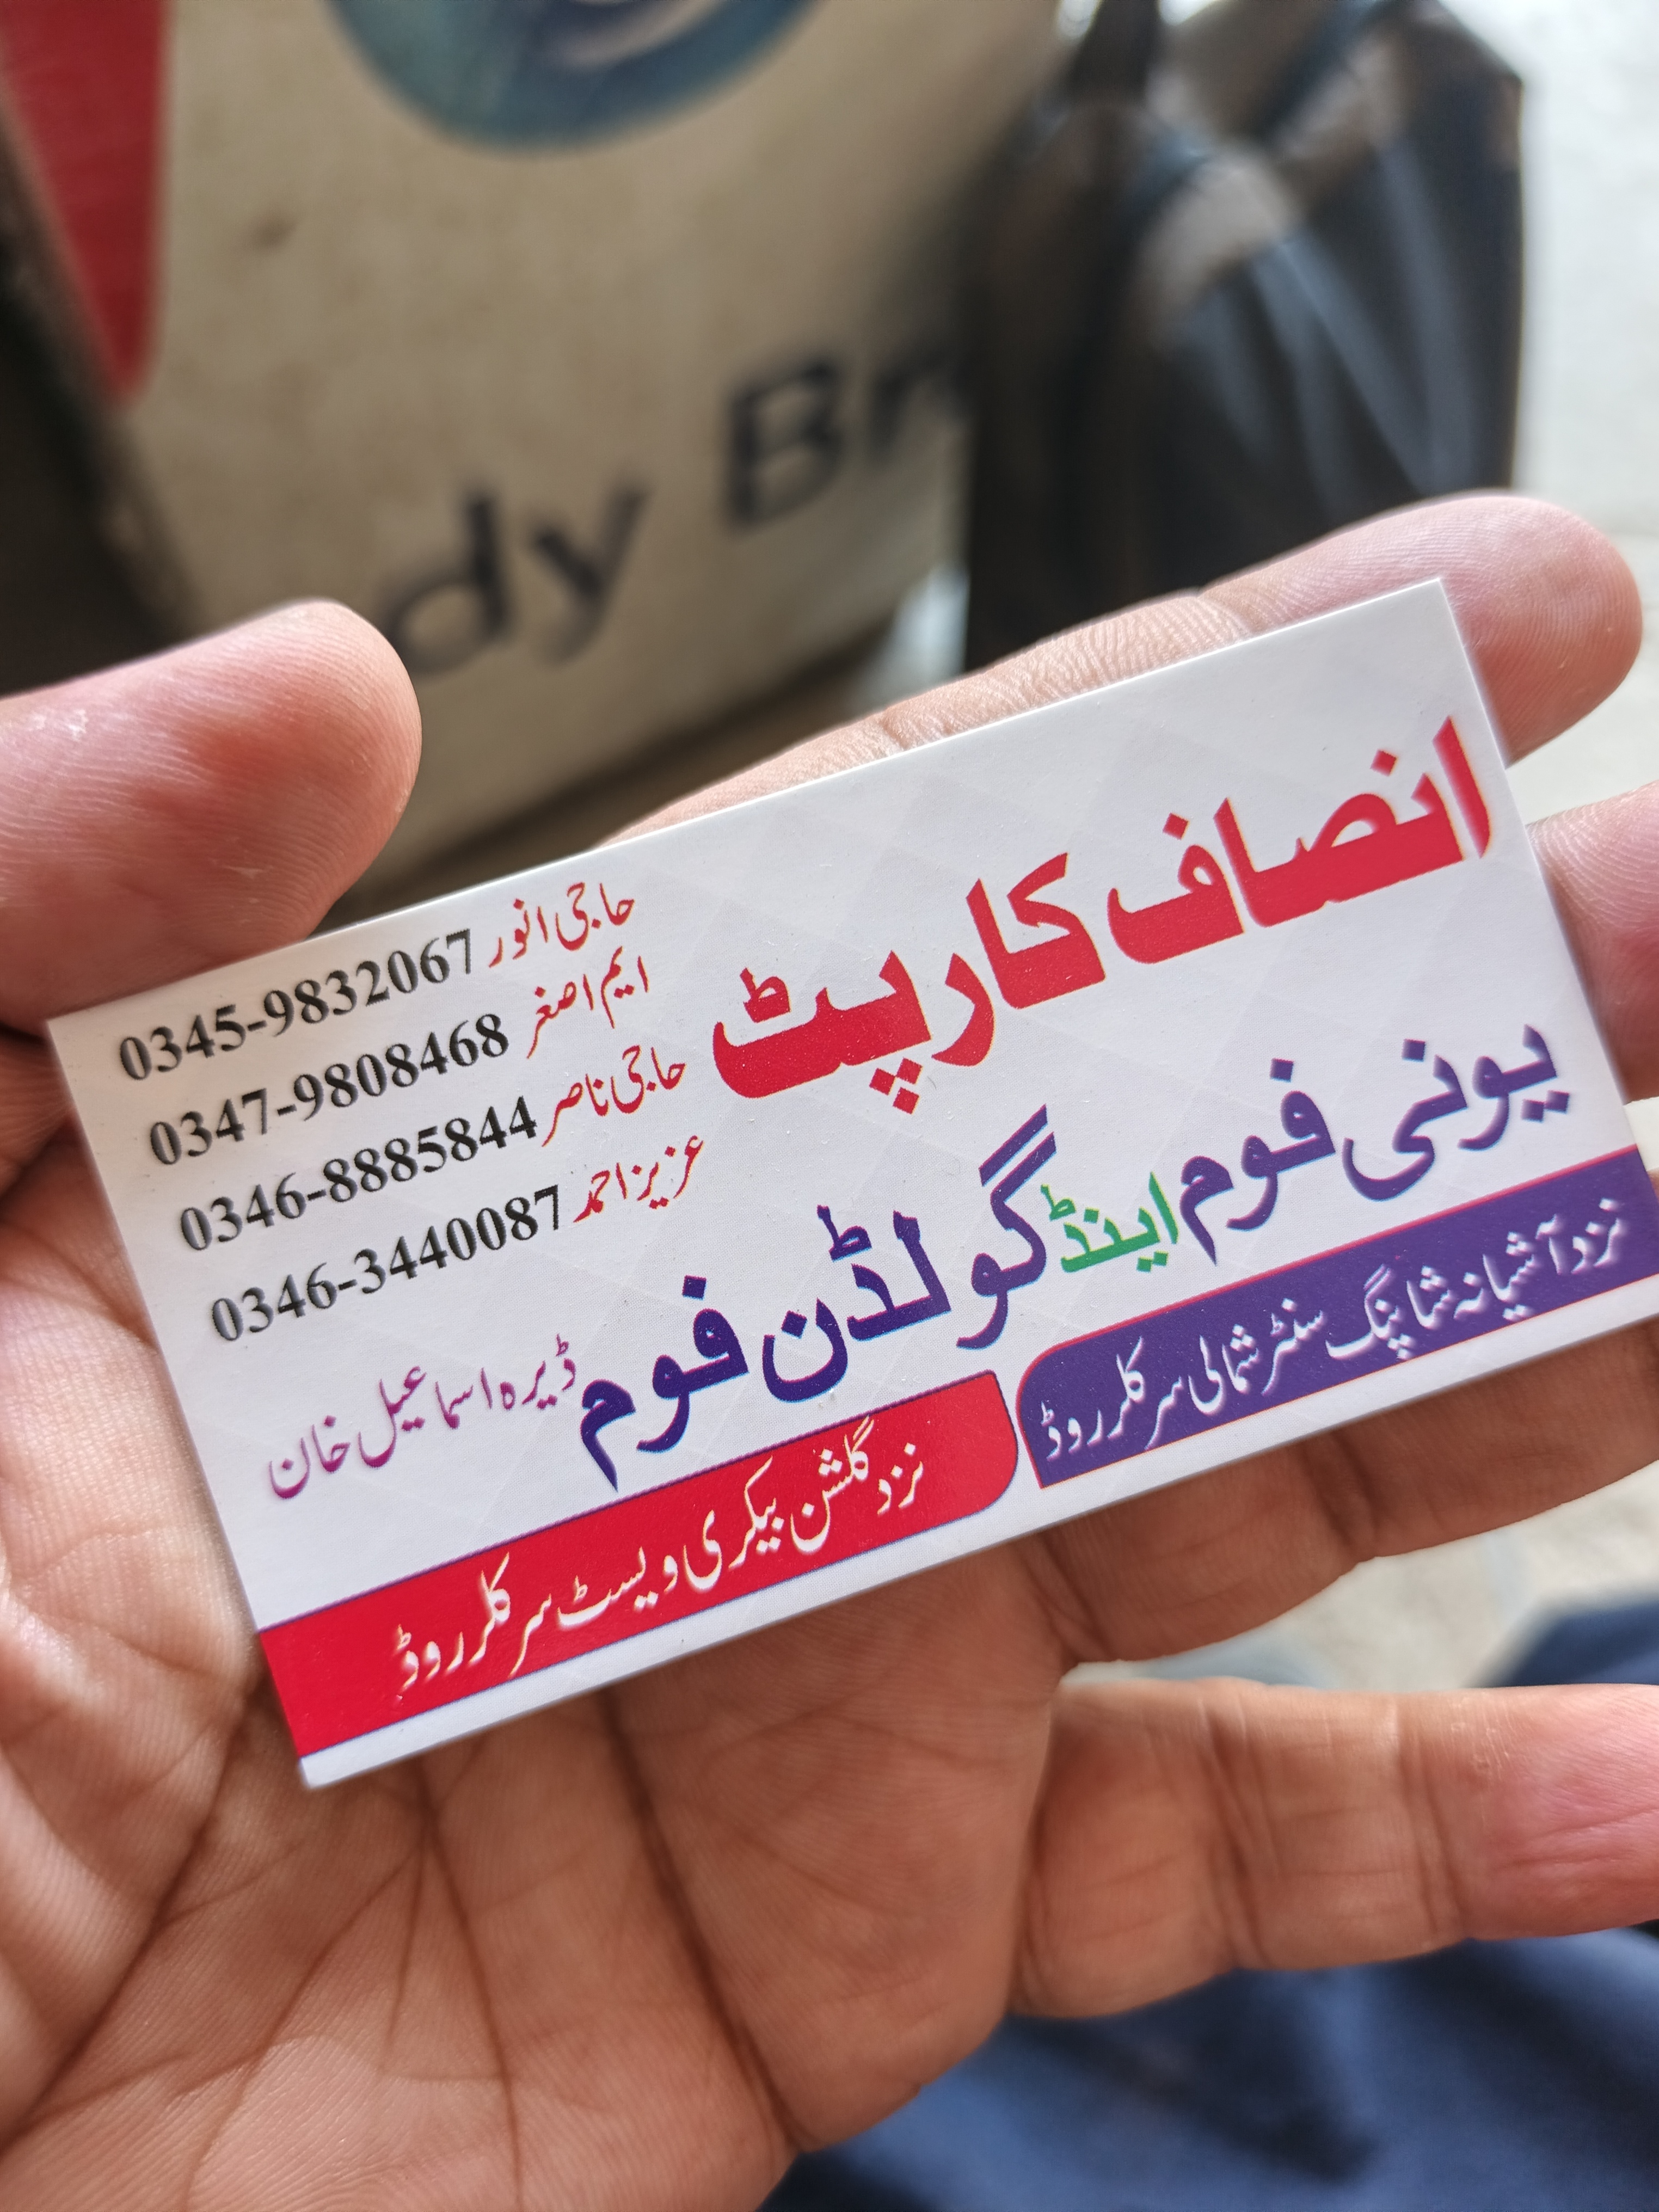 dy Br
انصاف کارپٹ
یونی فوم اینڈ گولڈن فوم
حاجی انور 0345-9832067
ایم اصغر 0347-9808468
حاجی ناصر 0346-8885844
عزیز احمد 0346-3440087
ڈیرہ اسماعیل خان
نزد آشیانہ شاپنگ سنٹر شمالی سرکلر روڈ
نزد گلشن بیکری ویسٹ سرکلر روڈ